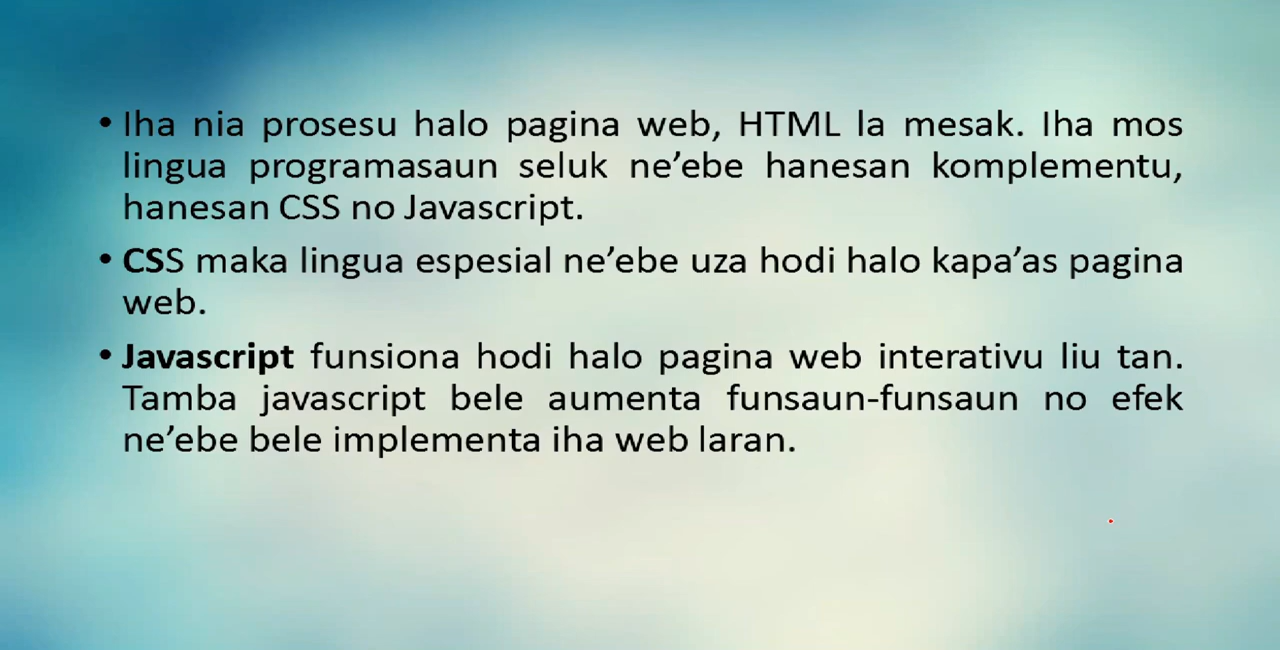 • Iha nia prosesu halo pagina web, HTML la mesak. Iha mos
lingua programasaun seluk ne’ebe hanesan komplementu,
hanesan CSS no Javascript.
• CSS maka lingua espesial ne’ebe uza hodi halo kapa’as pagina
web.
• Javascript funsiona hodi halo pagina web interativu liu tan.
Tamba javascript bele aumenta funsaun-funsaun no efek
ne’ebe bele implementa iha web laran.